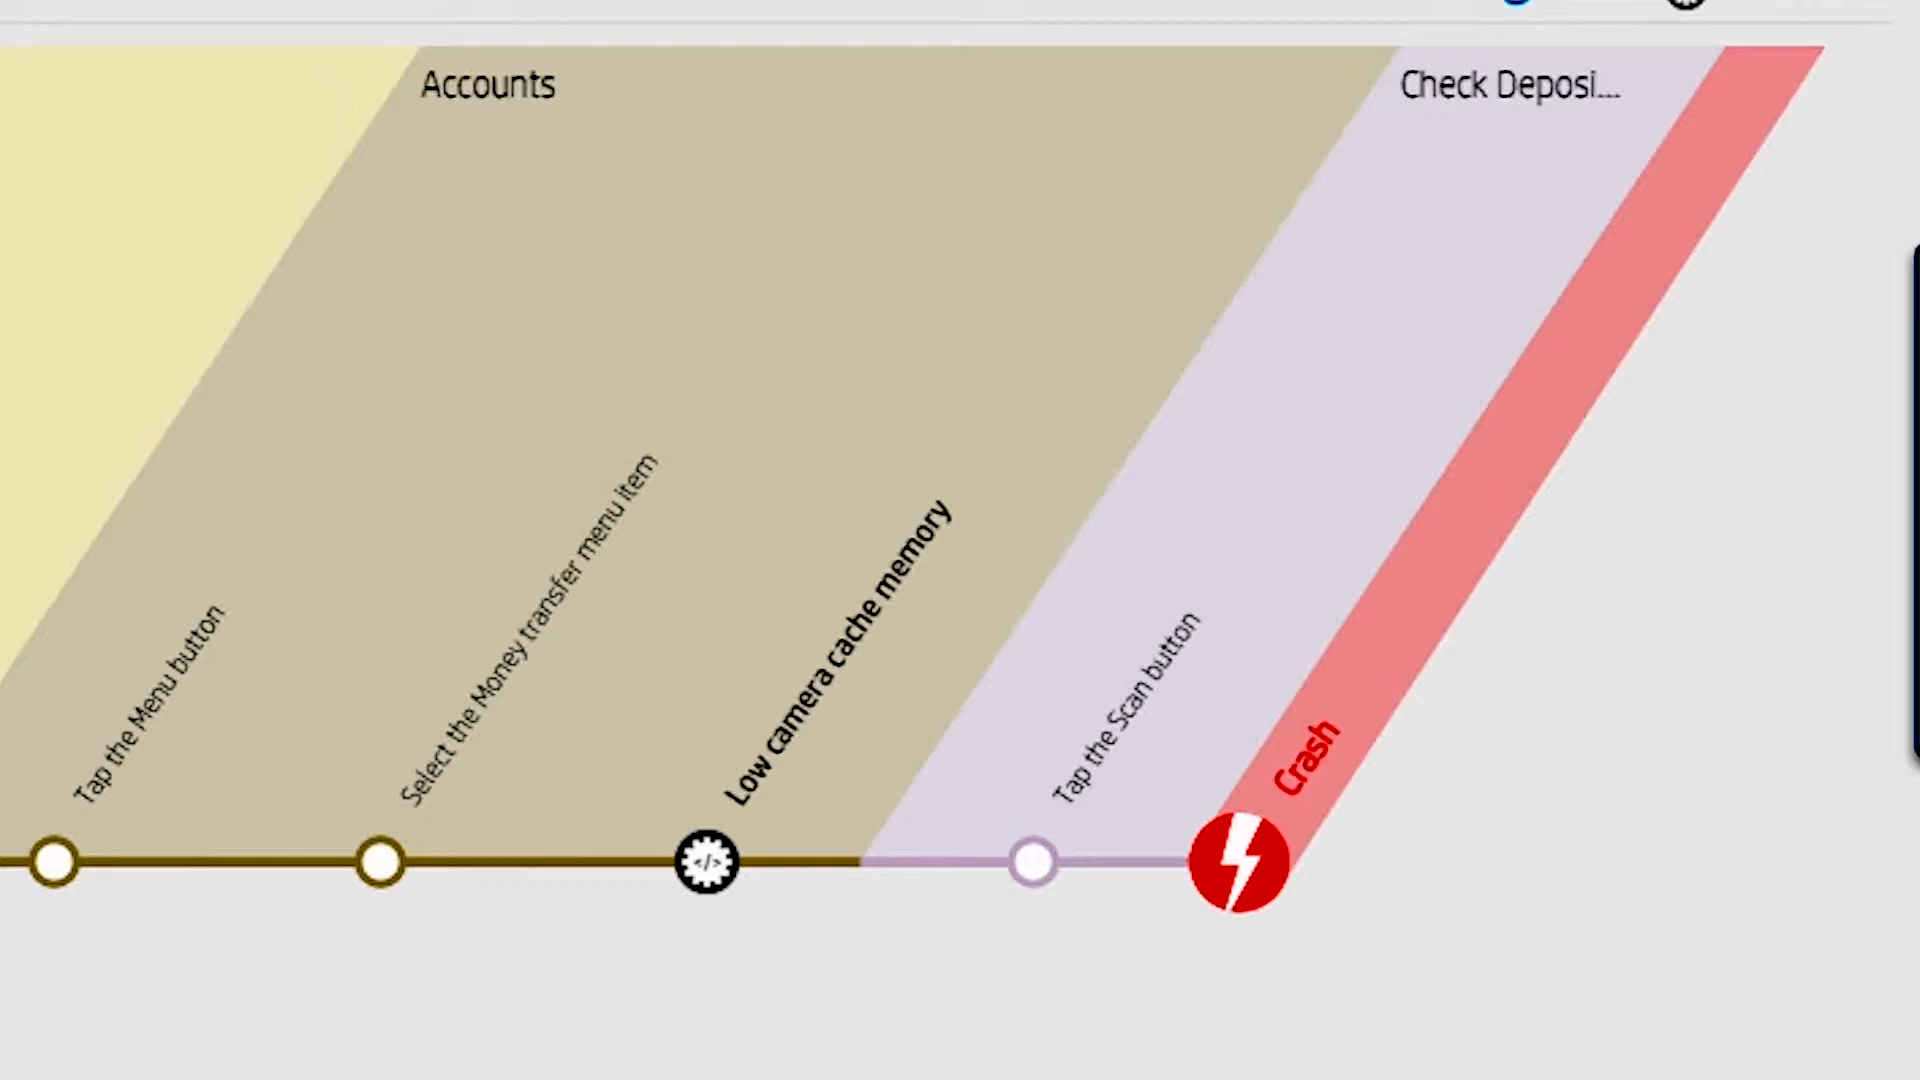 Accounts
Check Deposi...
Tap the Menu button
Select the Money transfer menu item
Low camera cache memory
Tap the Scan button
Crash